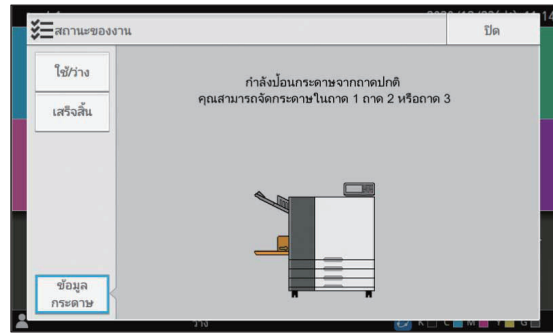 สถานะของงาน
ปิด
ใช้/ว่าง
เสร็จสิ้น
กำลังป้อนกระดาษจากถาดปกติ
คุณสามารถจัดกระดาษในถาด 1 ถาด 2 หรือถาด 3
ข้อมูล
กระดาษ
ว่าง
K C M Y G